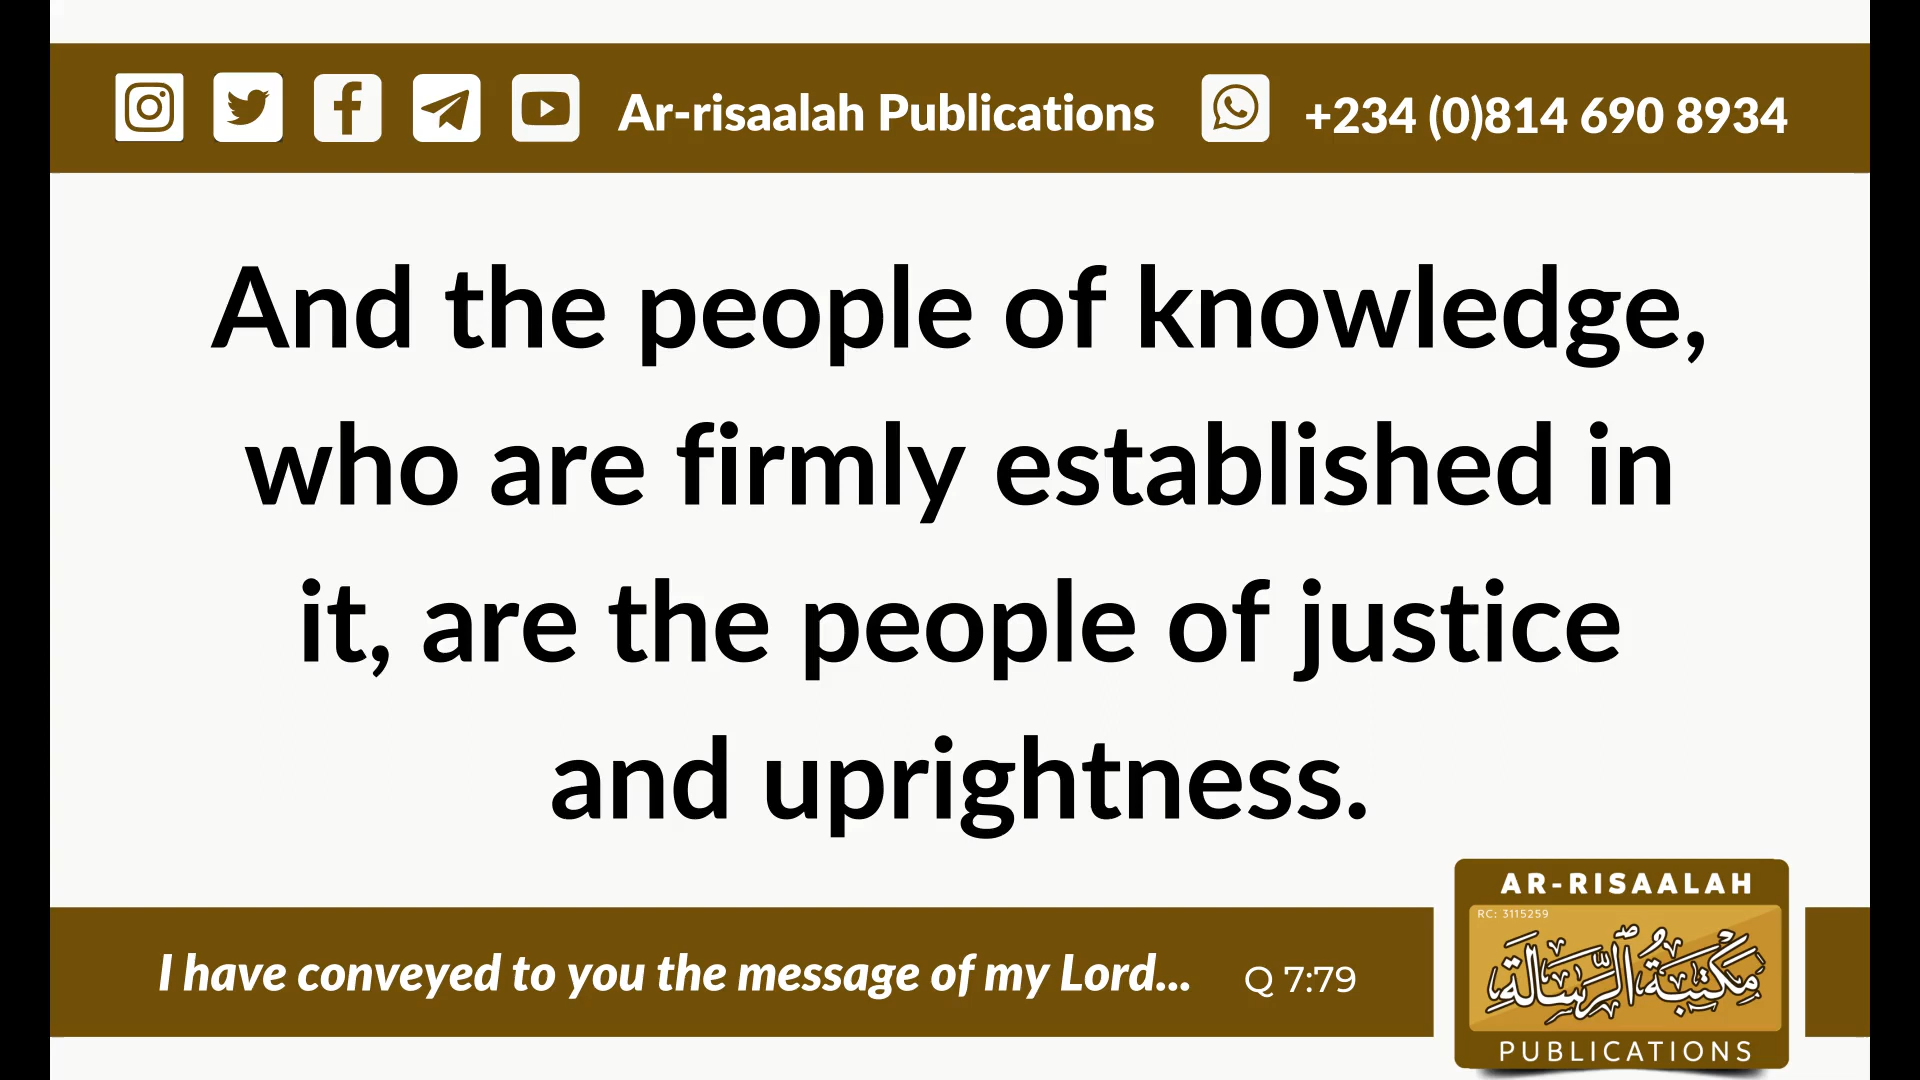 Ar-risaalah Publications +234 (0)814 690 8934
And the people of knowledge,
who are firmly established in
it, are the people of justice
and uprightness.
I have conveyed to you the message of my Lord... Q 7:79
AR-RISAALAH
RC: 3115259
مَكْتَبَةُ الرِّسَالَةِ
PUBLICATIONS